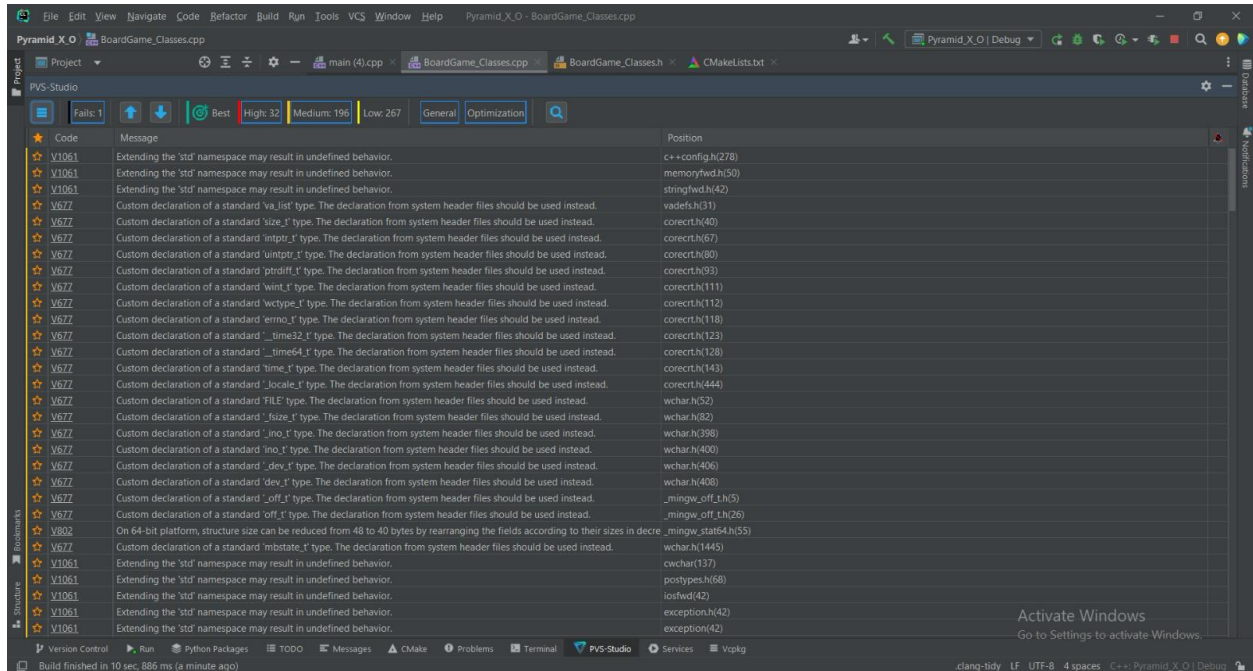 File Edit View Navigate Code Refactor Build Run Tools VCS Window Help Pyramid_X_O - BoardGame_Classes.cpp
Pyramid_X_O BoardGame_Classes.cpp Pyramid_X_O | Debug
Project main (4).cpp BoardGame_Classes.cpp BoardGame_Classes.h CMakeLists.txt
Project
Database
Notifications
Bookmarks
Structure
PVS-Studio
Fails: 1 Best High: 32 Medium: 196 Low: 267 General Optimization
Code Message Position
V1061 Extending the 'std' namespace may result in undefined behavior. c++config.h(278)
V1061 Extending the 'std' namespace may result in undefined behavior. memoryfwd.h(50)
V1061 Extending the 'std' namespace may result in undefined behavior. stringfwd.h(42)
V677 Custom declaration of a standard 'va_list' type. The declaration from system header files should be used instead. vadefs.h(31)
V677 Custom declaration of a standard 'size_t' type. The declaration from system header files should be used instead. corecrt.h(40)
V677 Custom declaration of a standard 'intptr_t' type. The declaration from system header files should be used instead. corecrt.h(67)
V677 Custom declaration of a standard 'uintptr_t' type. The declaration from system header files should be used instead. corecrt.h(80)
V677 Custom declaration of a standard 'ptrdiff_t' type. The declaration from system header files should be used instead. corecrt.h(93)
V677 Custom declaration of a standard 'wint_t' type. The declaration from system header files should be used instead. corecrt.h(111)
V677 Custom declaration of a standard 'wctype_t' type. The declaration from system header files should be used instead. corecrt.h(112)
V677 Custom declaration of a standard 'errno_t' type. The declaration from system header files should be used instead. corecrt.h(118)
V677 Custom declaration of a standard '__time32_t' type. The declaration from system header files should be used instead. corecrt.h(123)
V677 Custom declaration of a standard '__time64_t' type. The declaration from system header files should be used instead. corecrt.h(128)
V677 Custom declaration of a standard 'time_t' type. The declaration from system header files should be used instead. corecrt.h(143)
V677 Custom declaration of a standard '_locale_t' type. The declaration from system header files should be used instead. corecrt.h(444)
V677 Custom declaration of a standard 'FILE' type. The declaration from system header files should be used instead. wchar.h(52)
V677 Custom declaration of a standard '_fsize_t' type. The declaration from system header files should be used instead. wchar.h(82)
V677 Custom declaration of a standard '_ino_t' type. The declaration from system header files should be used instead. wchar.h(398)
V677 Custom declaration of a standard 'ino_t' type. The declaration from system header files should be used instead. wchar.h(400)
V677 Custom declaration of a standard '_dev_t' type. The declaration from system header files should be used instead. wchar.h(406)
V677 Custom declaration of a standard 'dev_t' type. The declaration from system header files should be used instead. wchar.h(408)
V677 Custom declaration of a standard '_off_t' type. The declaration from system header files should be used instead. _mingw_off_t.h(5)
V677 Custom declaration of a standard 'off_t' type. The declaration from system header files should be used instead. _mingw_off_t.h(26)
V802 On 64-bit platform, structure size can be reduced from 48 to 40 bytes by rearranging the fields according to their sizes in decre _mingw_stat64.h(55)
V677 Custom declaration of a standard 'mbstate_t' type. The declaration from system header files should be used instead. wchar.h(1445)
V1061 Extending the 'std' namespace may result in undefined behavior. cwchar(137)
V1061 Extending the 'std' namespace may result in undefined behavior. postypes.h(68)
V1061 Extending the 'std' namespace may result in undefined behavior. iosfwd(42)
V1061 Extending the 'std' namespace may result in undefined behavior. exception.h(42)
V1061 Extending the 'std' namespace may result in undefined behavior. exception(42)
Activate Windows
Go to Settings to activate Windows.
Version Control Run Python Packages TODO Messages CMake Problems Terminal PVS-Studio Services Vcpkg
Build finished in 10 sec, 886 ms (a minute ago) .clang-tidy LF UTF-8 4 spaces C++: Pyramid_X_O | Debug